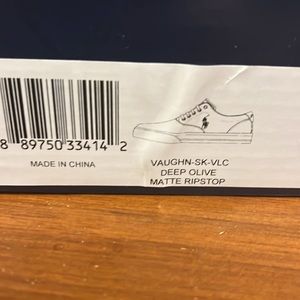 8 89750 33414 2
MADE IN CHINA
VAUGHN-SK-VLC
DEEP OLIVE
MATTE RIPSTOP